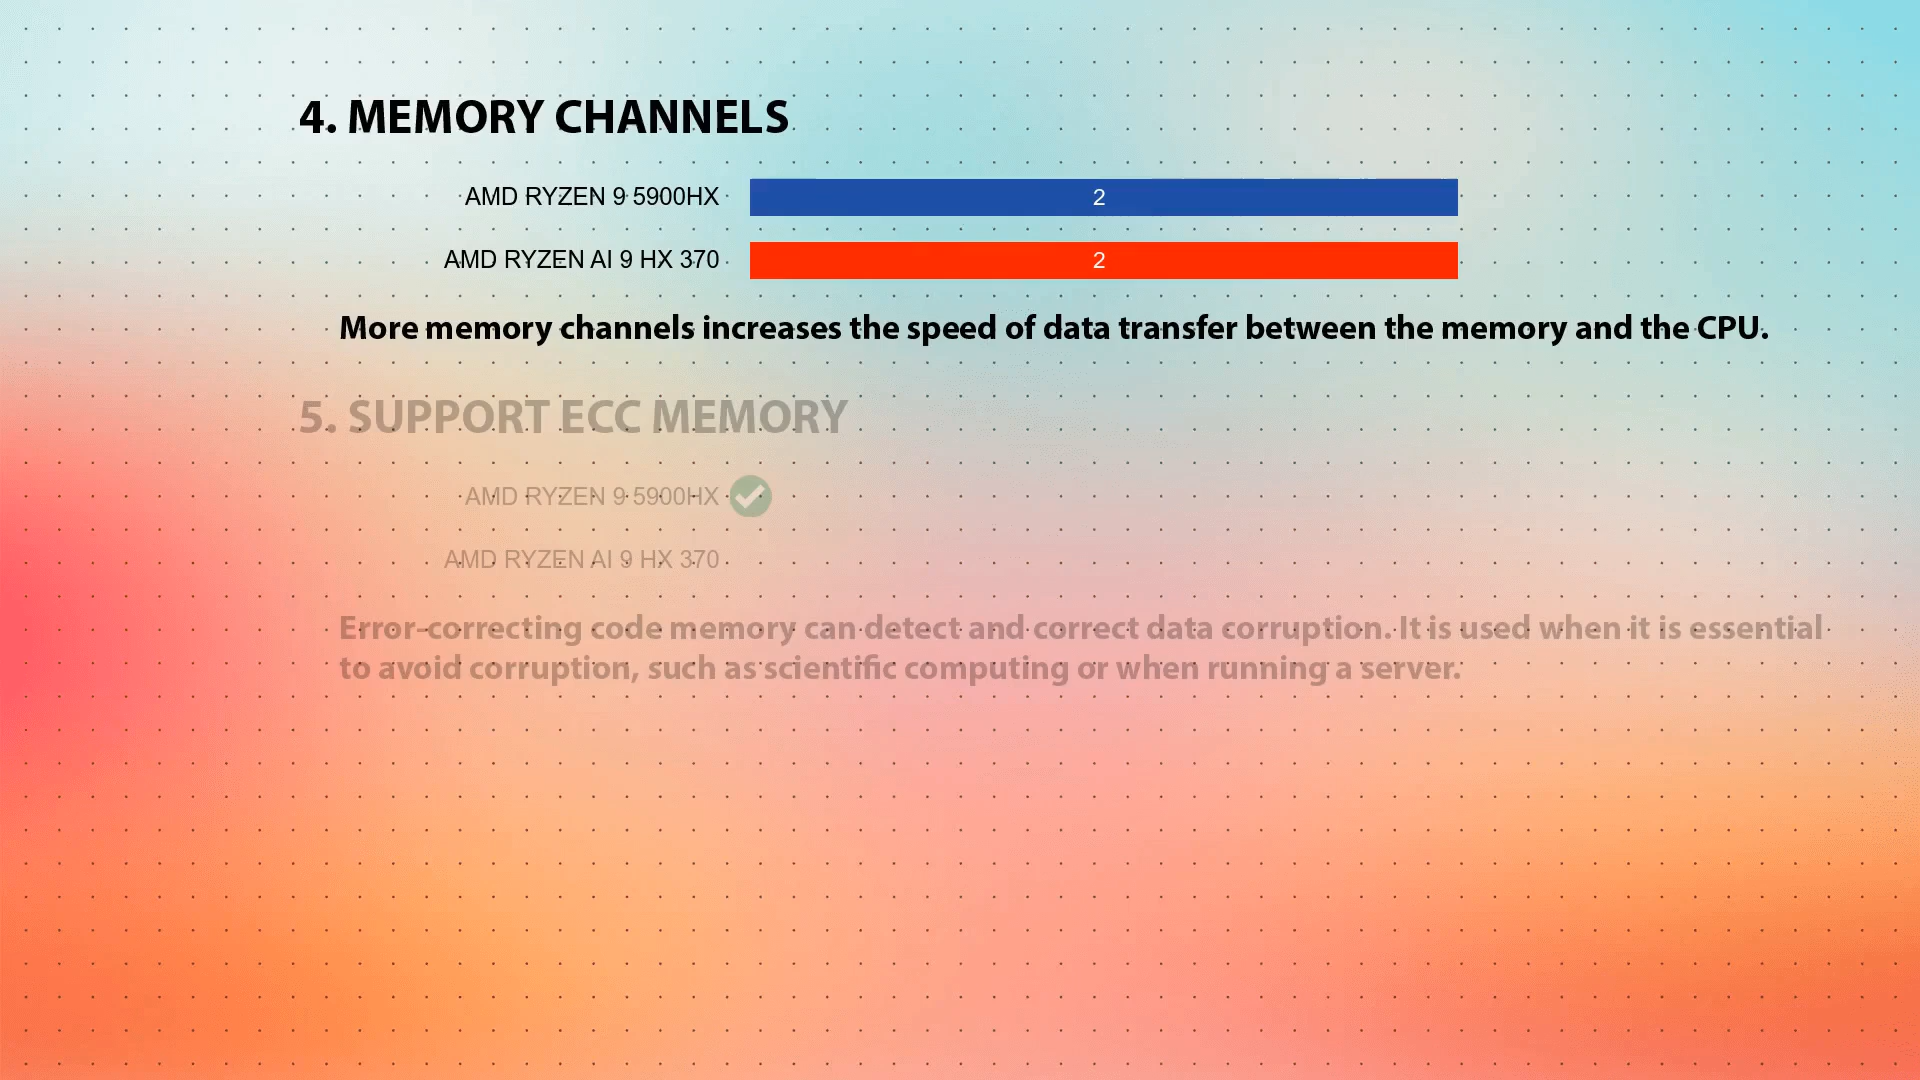 4. MEMORY CHANNELS
AMD RYZEN 9 5900HX
2
AMD RYZEN AI 9 HX 370
2
More memory channels increases the speed of data transfer between the memory and the CPU.
5. SUPPORT ECC MEMORY
AMD RYZEN 9 5900HX
AMD RYZEN AI 9 HX 370
Error-correcting code memory can detect and correct data corruption. It is used when it is essential
to avoid corruption, such as scientific computing or when running a server.